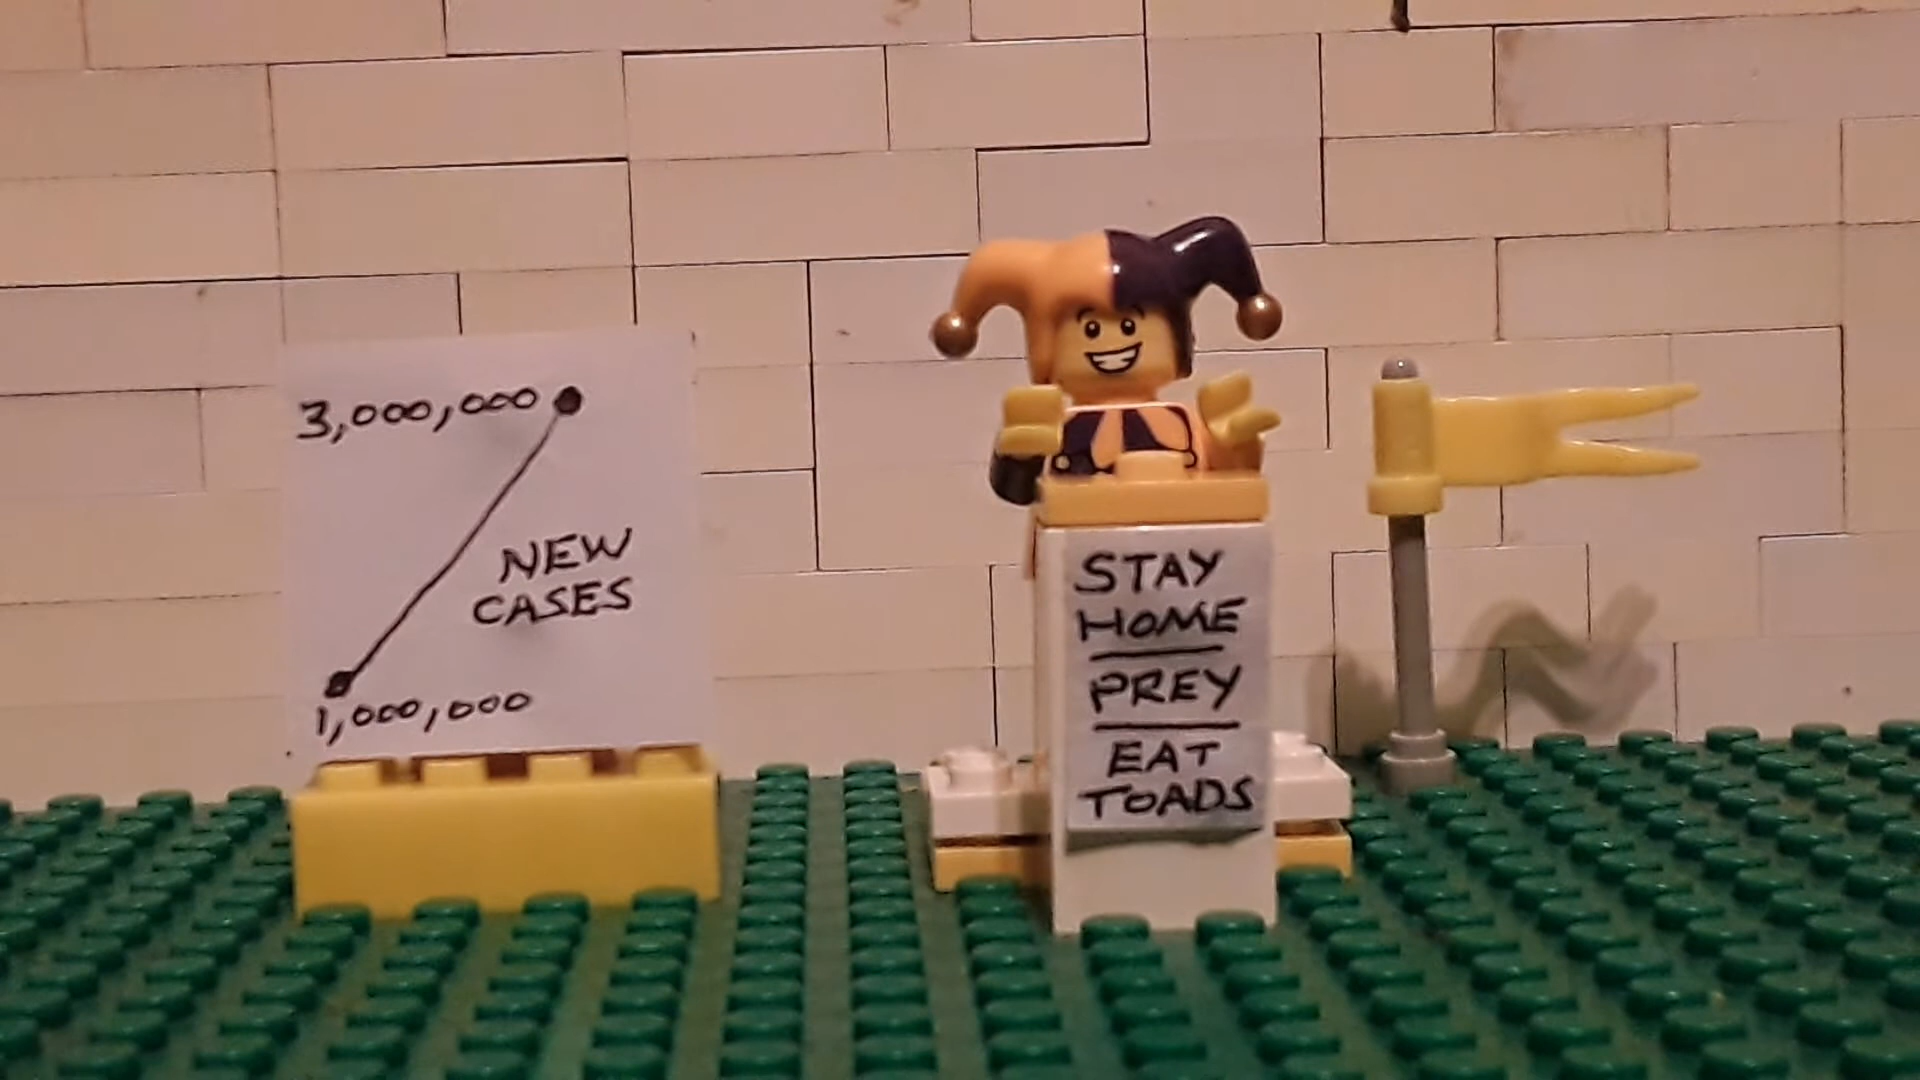 3,000,000
NEW
CASES
1,000,000
STAY
HOME
PREY
EAT
TOADS